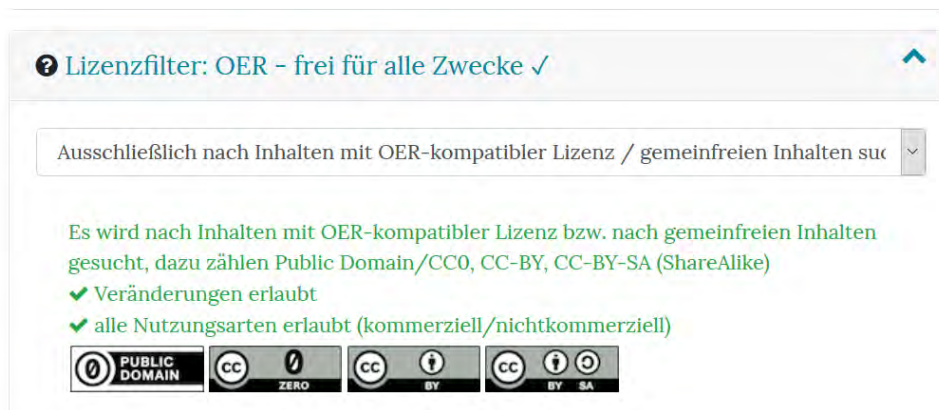 Lizenzfilter: OER – frei für alle Zwecke ✓
Ausschließlich nach Inhalten mit OER-kompatibler Lizenz / gemeinfreien Inhalten suc
Es wird nach Inhalten mit OER-kompatibler Lizenz bzw. nach gemeinfreien Inhalten
gesucht, dazu zählen Public Domain/CC0, CC-BY, CC-BY-SA (ShareAlike)
✔ Veränderungen erlaubt
✔ alle Nutzungsarten erlaubt (kommerziell/nichtkommerziell)
0 PUBLIC DOMAIN cc 0 ZERO cc BY cc BY SA